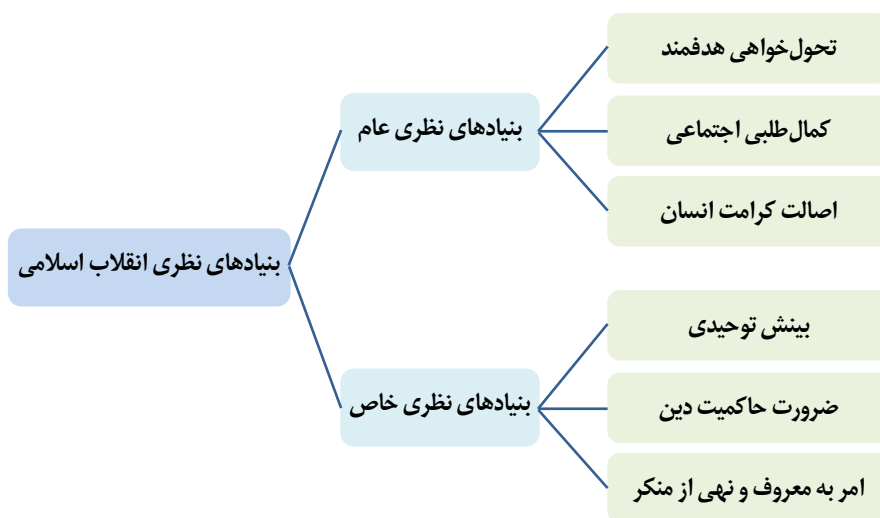 بنیادهای نظری انقلاب اسلامی
بنیادهای نظری عام
تحول‌خواهی هدفمند
کمال‌طلبی اجتماعی
اصالت کرامت انسان
بنیادهای نظری خاص
بینش توحیدی
ضرورت حاکمیت دین
امر به معروف و نهی از منکر